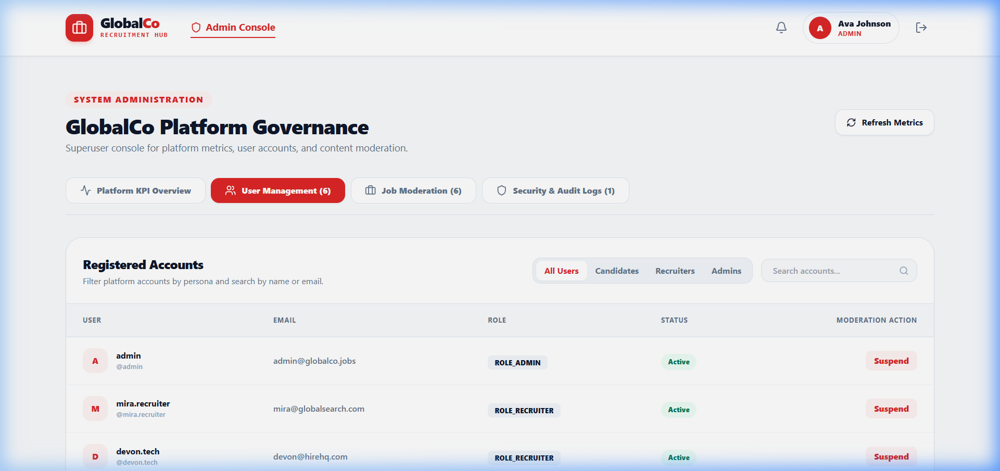 GlobalCo
RECRUITMENT HUB
Admin Console
A
Ava Johnson
ADMIN
SYSTEM ADMINISTRATION
GlobalCo Platform Governance
Superuser console for platform metrics, user accounts, and content moderation.
Refresh Metrics
Platform KPI Overview
User Management (6)
Job Moderation (6)
Security & Audit Logs (1)
Registered Accounts
Filter platform accounts by persona and search by name or email.
All Users
Candidates
Recruiters
Admins
Search accounts...
USER
EMAIL
ROLE
STATUS
MODERATION ACTION
A
admin
@admin
admin@globalco.jobs
ROLE_ADMIN
Active
Suspend
M
mira.recruiter
@mira.recruiter
mira@globalsearch.com
ROLE_RECRUITER
Active
Suspend
D
devon.tech
@devon.tech
devon@hirehq.com
ROLE_RECRUITER
Active
Suspend